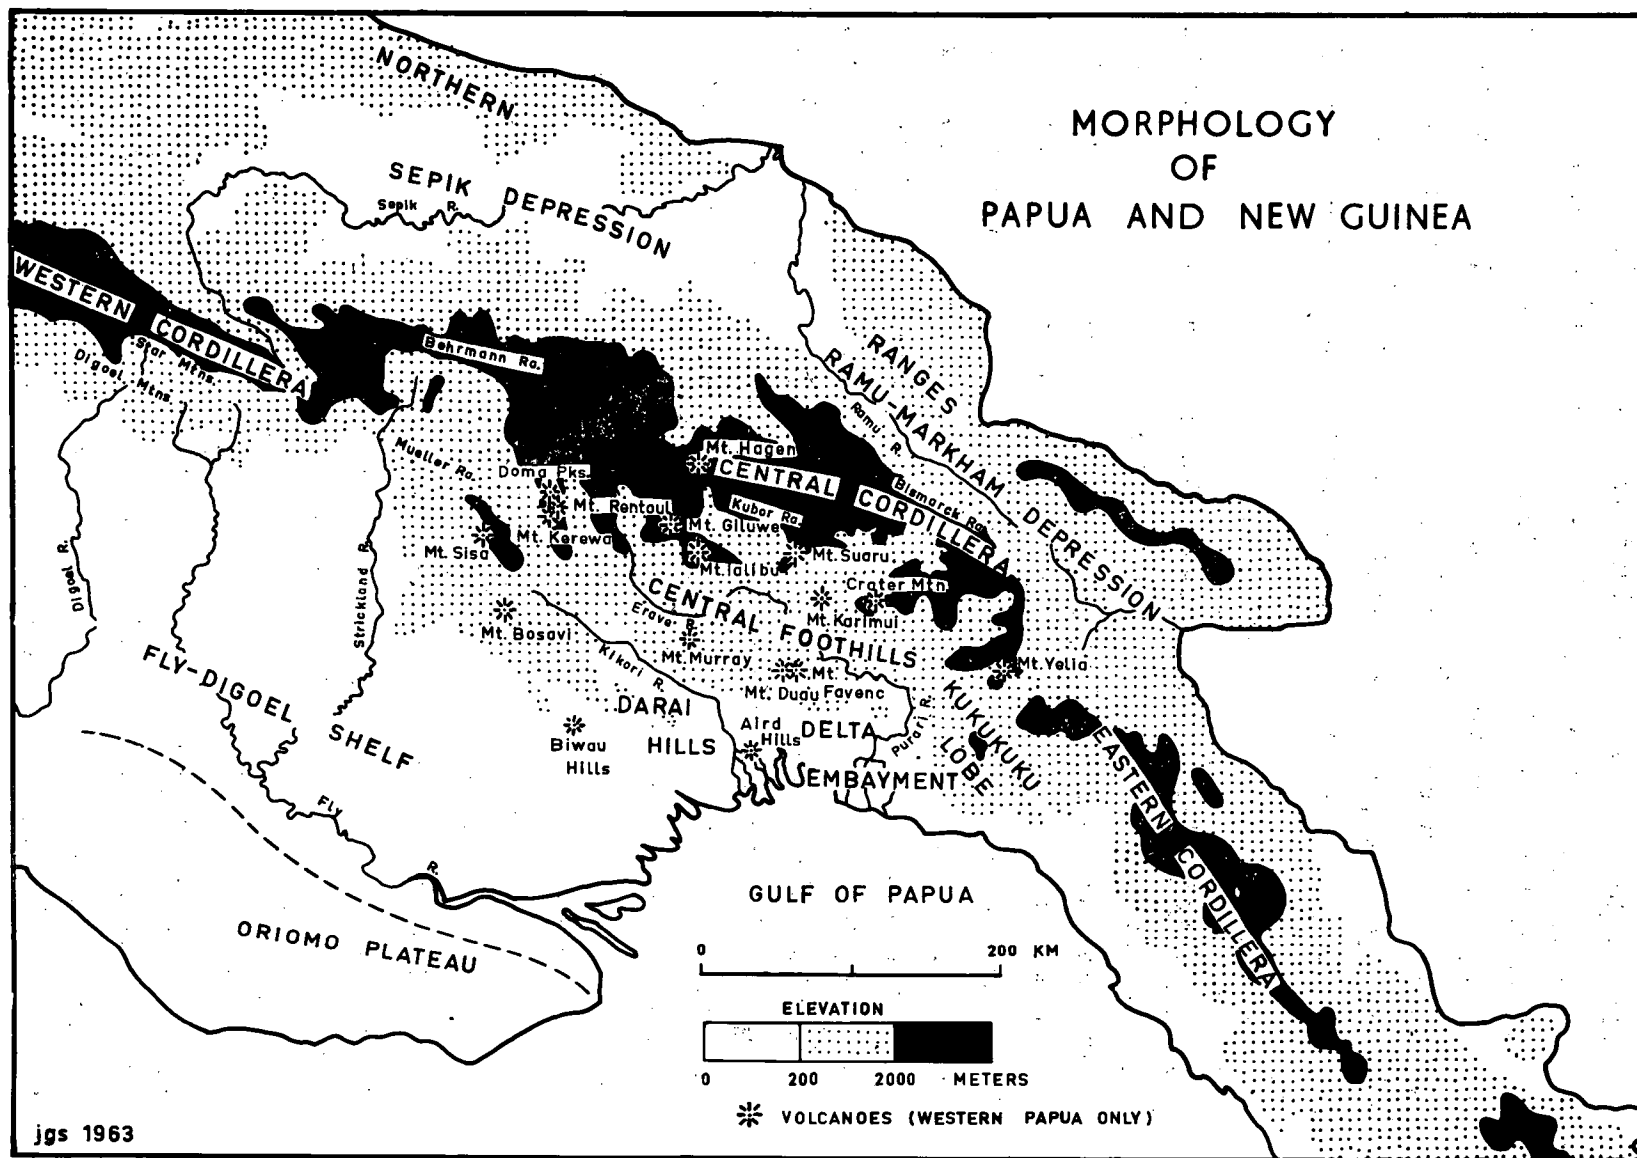 MORPHOLOGY
OF
PAPUA AND NEW GUINEA
NORTHERN
SEPIK DEPRESSION
Sepik R.
WESTERN CORDILLERA
Star Mtns.
Digoel Mtns.
Behrmann Ra.
RANGES
RAMU-MARKHAM DEPRESSION
Ramu R.
Mueller Ra.
Doma Pks.
Mt. Hagen
CENTRAL CORDILLERA
Bismarck Ra.
Mt. Rentoul
Kubor Ra.
Mt. Giluwe
Mt. Kerewa
Mt. Sisa
Mt. Ialibu
Mt. Suaru
Crater Mtn.
Digoel R.
Strickland R.
CENTRAL FOOTHILLS
Erave R.
Mt. Karimui
Mt. Bosavi
Mt. Murray
Mt. Yelia
Kikori R.
Mt. Duau
Mt. Favenc
FLY-DIGOEL SHELF
DARAI HILLS
Biwau Hills
Aird Hills
DELTA EMBAYMENT
Purari R.
KUKUKUKU LOBE
EASTERN CORDILLERA
Fly R.
ORIOMO PLATEAU
GULF OF PAPUA
0 200 KM
ELEVATION
0 200 2000 METERS
VOLCANOES (WESTERN PAPUA ONLY)
jgs 1963